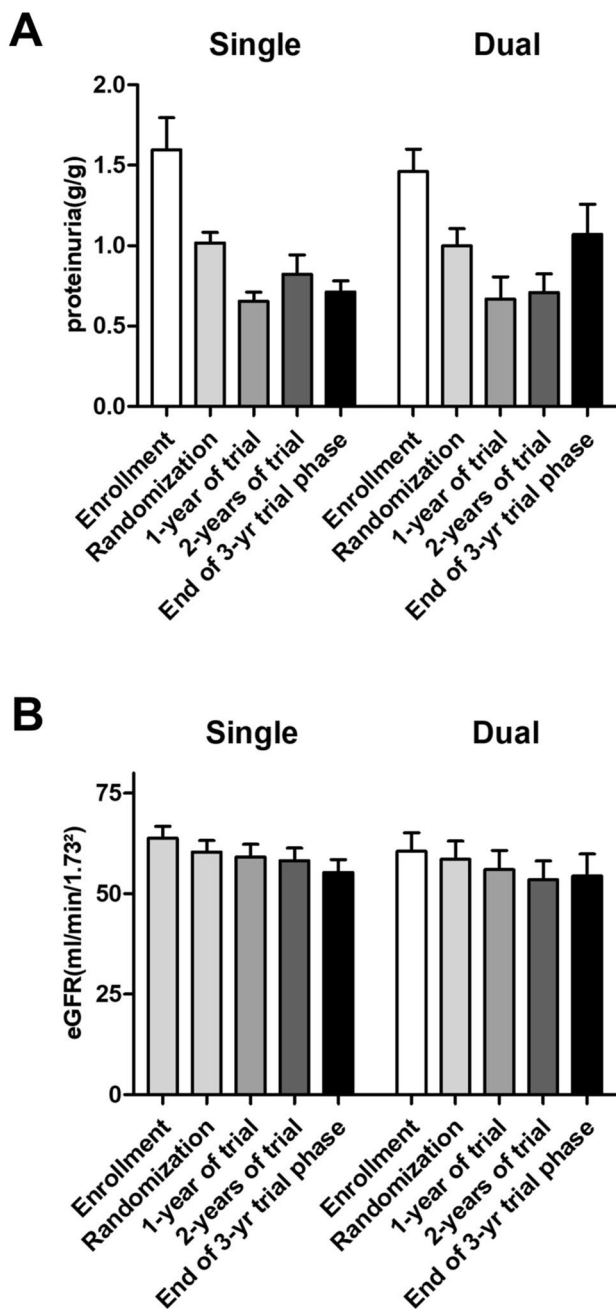 A
Single Dual
proteinuria(g/g)
2.0
1.5
1.0
0.5
0.0
Enrollment
Randomization
1-year of trial
2-years of trial
End of 3-yr trial phase
Enrollment
Randomization
1-year of trial
2-years of trial
End of 3-yr trial phase
B
Single Dual
eGFR(ml/min/1.73²)
75
50
25
0
Enrollment
Randomization
1-year of trial
2-years of trial
End of 3-yr trial phase
Enrollment
Randomization
1-year of trial
2-years of trial
End of 3-yr trial phase